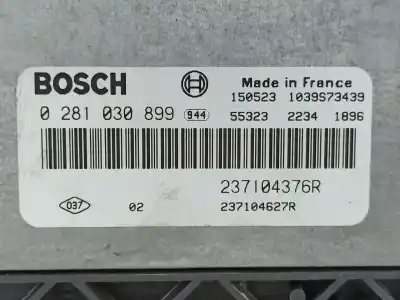 BOSCH
Made in France
150523 1039S73439
0 281 030 899 944 55323 2234 1896
237104376R
037 02 237104627R